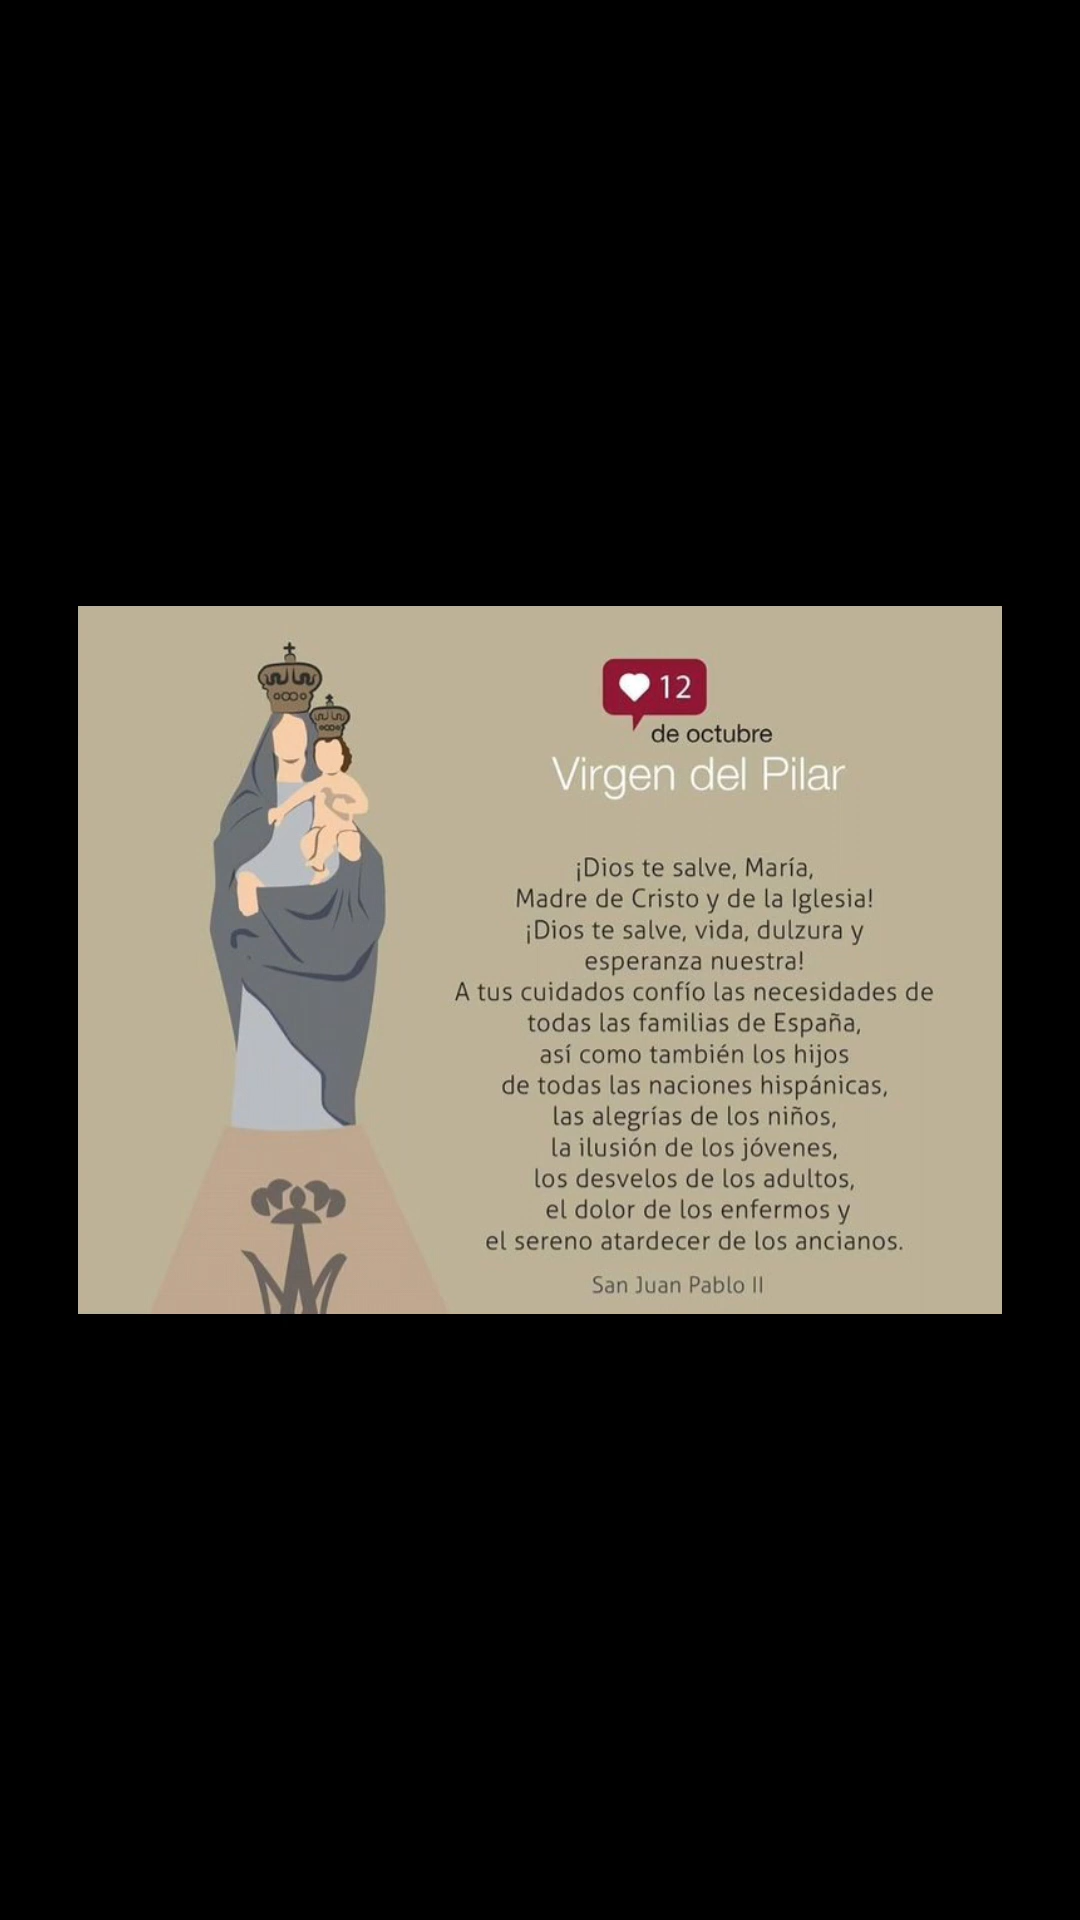 12
de octubre
Virgen del Pilar
¡Dios te salve, María,
Madre de Cristo y de la Iglesia!
¡Dios te salve, vida, dulzura y
esperanza nuestra!
A tus cuidados confío las necesidades de
todas las familias de España,
así como también los hijos
de todas las naciones hispánicas,
las alegrías de los niños,
la ilusión de los jóvenes,
los desvelos de los adultos,
el dolor de los enfermos y
el sereno atardecer de los ancianos.
San Juan Pablo II